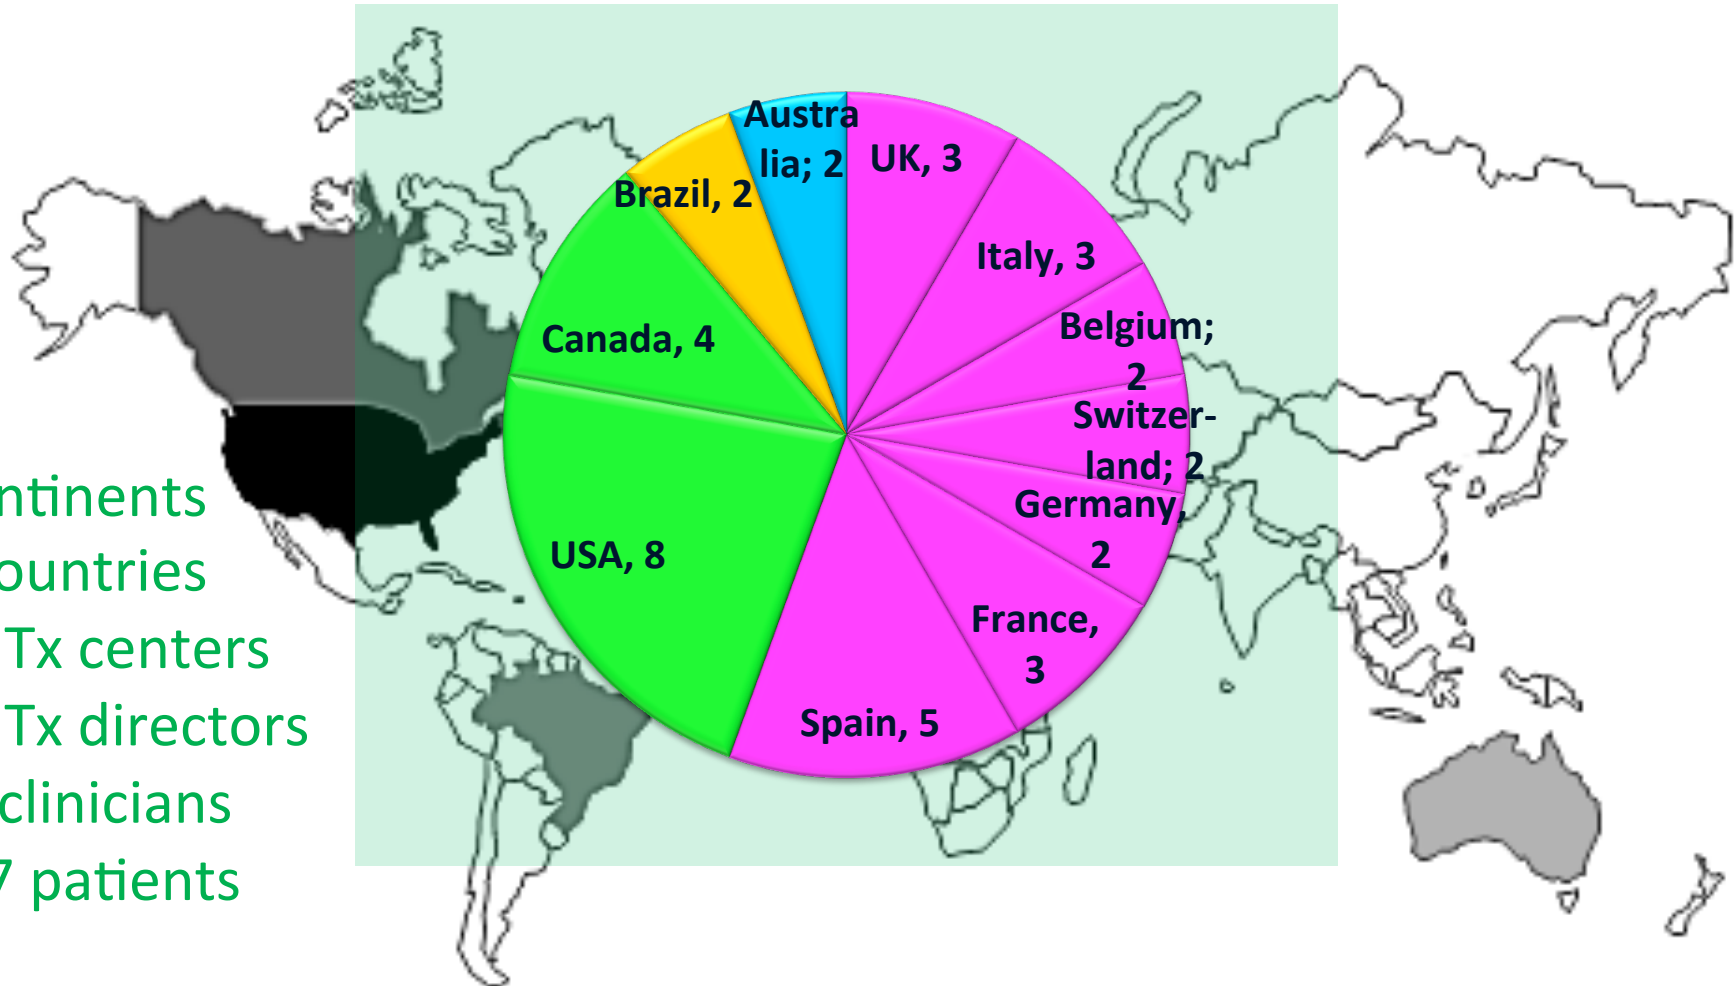 Austra
lia; 2
UK, 3
Brazil, 2
Italy, 3
Belgium;
2
Canada, 4
Switzer-
land; 2
Germany,
2
USA, 8
France,
3
Spain, 5
ntinents
ountries
Tx centers
Tx directors
clinicians
7 patients